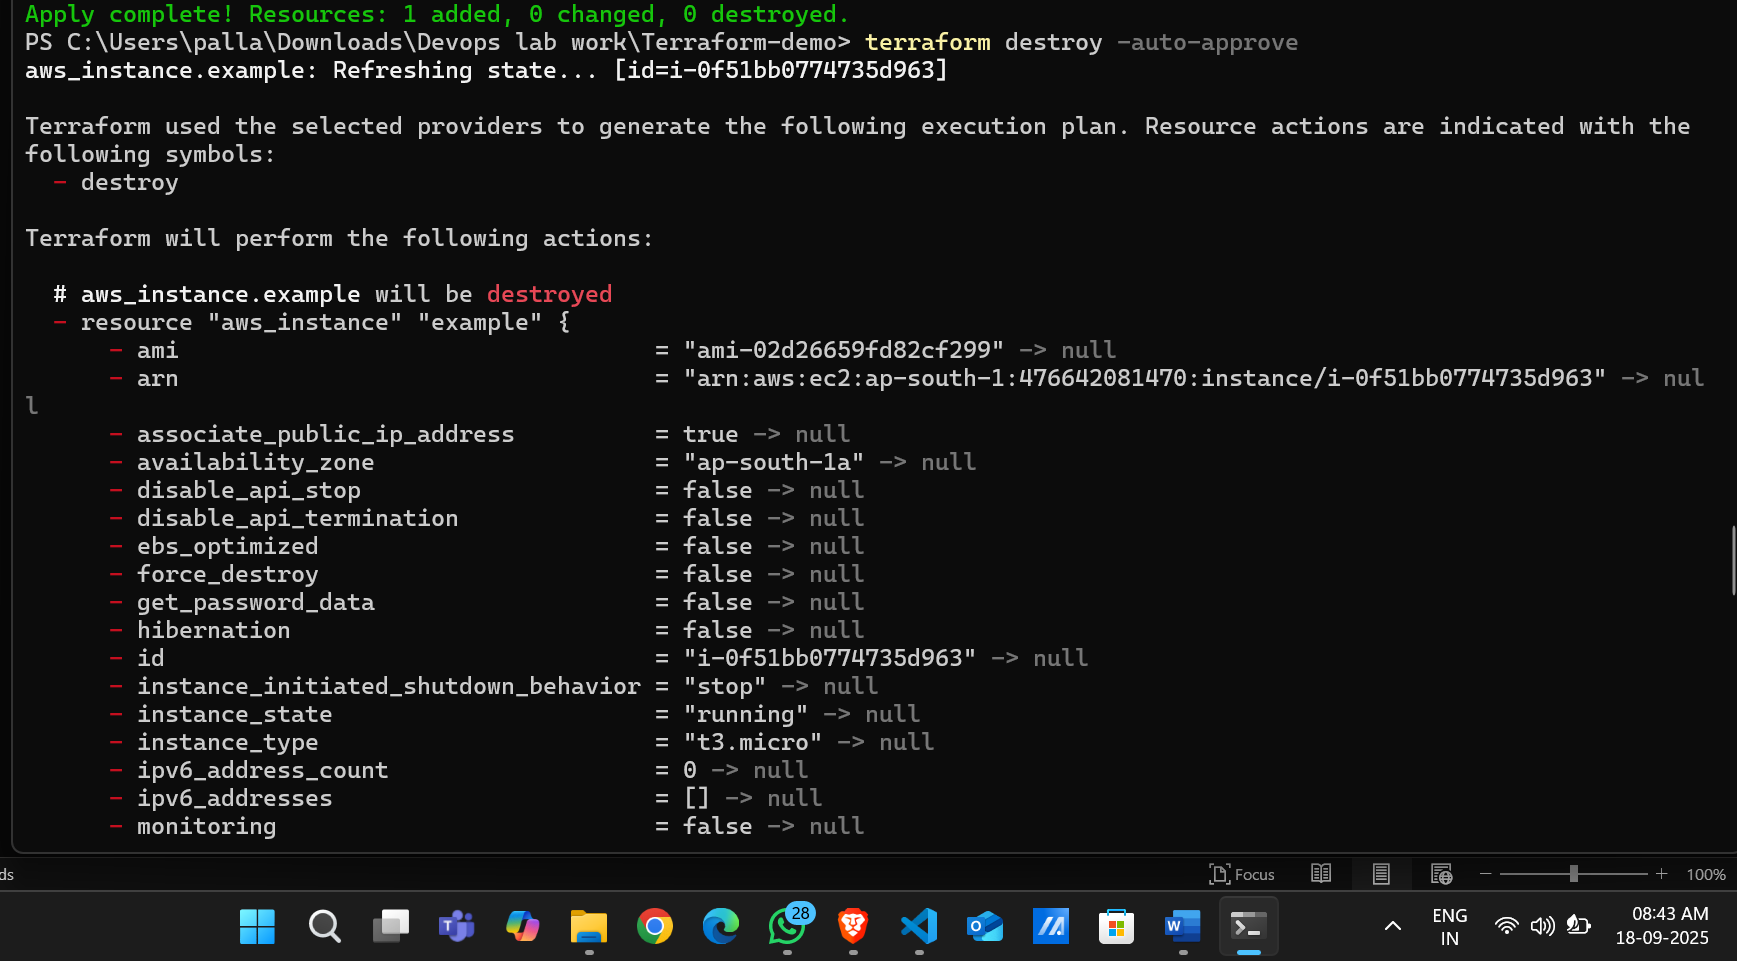 Apply complete! Resources: 1 added, 0 changed, 0 destroyed.
PS C:\Users\palla\Downloads\Devops lab work\Terraform-demo> terraform destroy -auto-approve
aws_instance.example: Refreshing state... [id=i-0f51bb0774735d963]
Terraform used the selected providers to generate the following execution plan. Resource actions are indicated with the
following symbols:
- destroy
Terraform will perform the following actions:
# aws_instance.example will be destroyed
- resource "aws_instance" "example" {
- ami = "ami-02d26659fd82cf299" -> null
- arn = "arn:aws:ec2:ap-south-1:476642081470:instance/i-0f51bb0774735d963" -> nul
l
- associate_public_ip_address = true -> null
- availability_zone = "ap-south-1a" -> null
- disable_api_stop = false -> null
- disable_api_termination = false -> null
- ebs_optimized = false -> null
- force_destroy = false -> null
- get_password_data = false -> null
- hibernation = false -> null
- id = "i-0f51bb0774735d963" -> null
- instance_initiated_shutdown_behavior = "stop" -> null
- instance_state = "running" -> null
- instance_type = "t3.micro" -> null
- ipv6_address_count = 0 -> null
- ipv6_addresses = [] -> null
- monitoring = false -> null
ds Focus 100%
28
ENG 08:43 AM
IN 18-09-2025